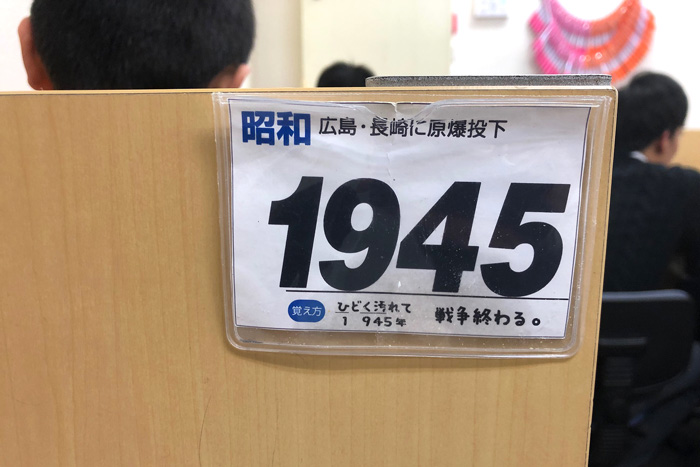 昭和 広島・長崎に原爆投下
1945
覚え方 ひどく汚れて 戦争終わる。
1 945年